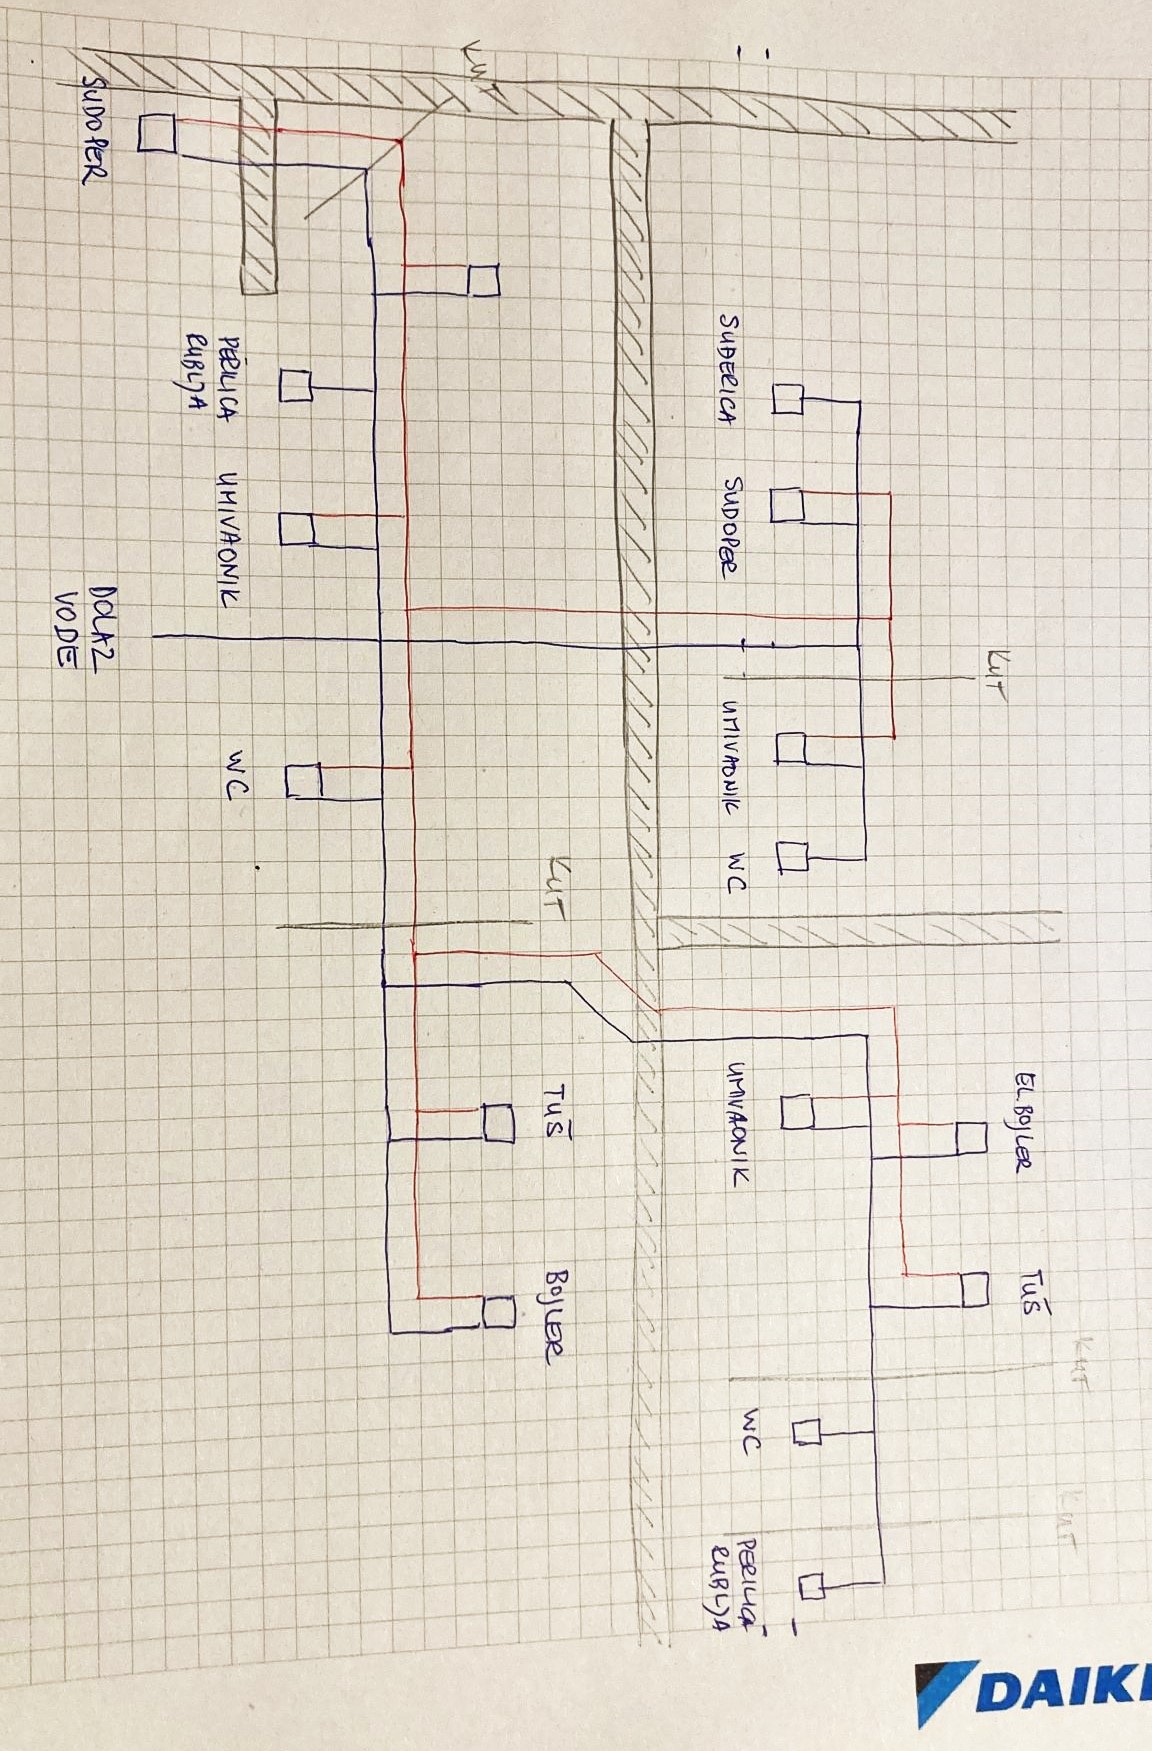 KUT
SUDOPER
PERILICA
RUBLJA
UMIVAONIK
DOLAZ
VODE
WC
KUT
TUŠ
BOJLER
SUĐERICA
SUDOPER
KUT
UMIVAONIK
WC
UMIVAONIK
EL.BOJLER
TUŠ
KUT
WC
KUT
PERILICA
RUBLJA
DAIKI